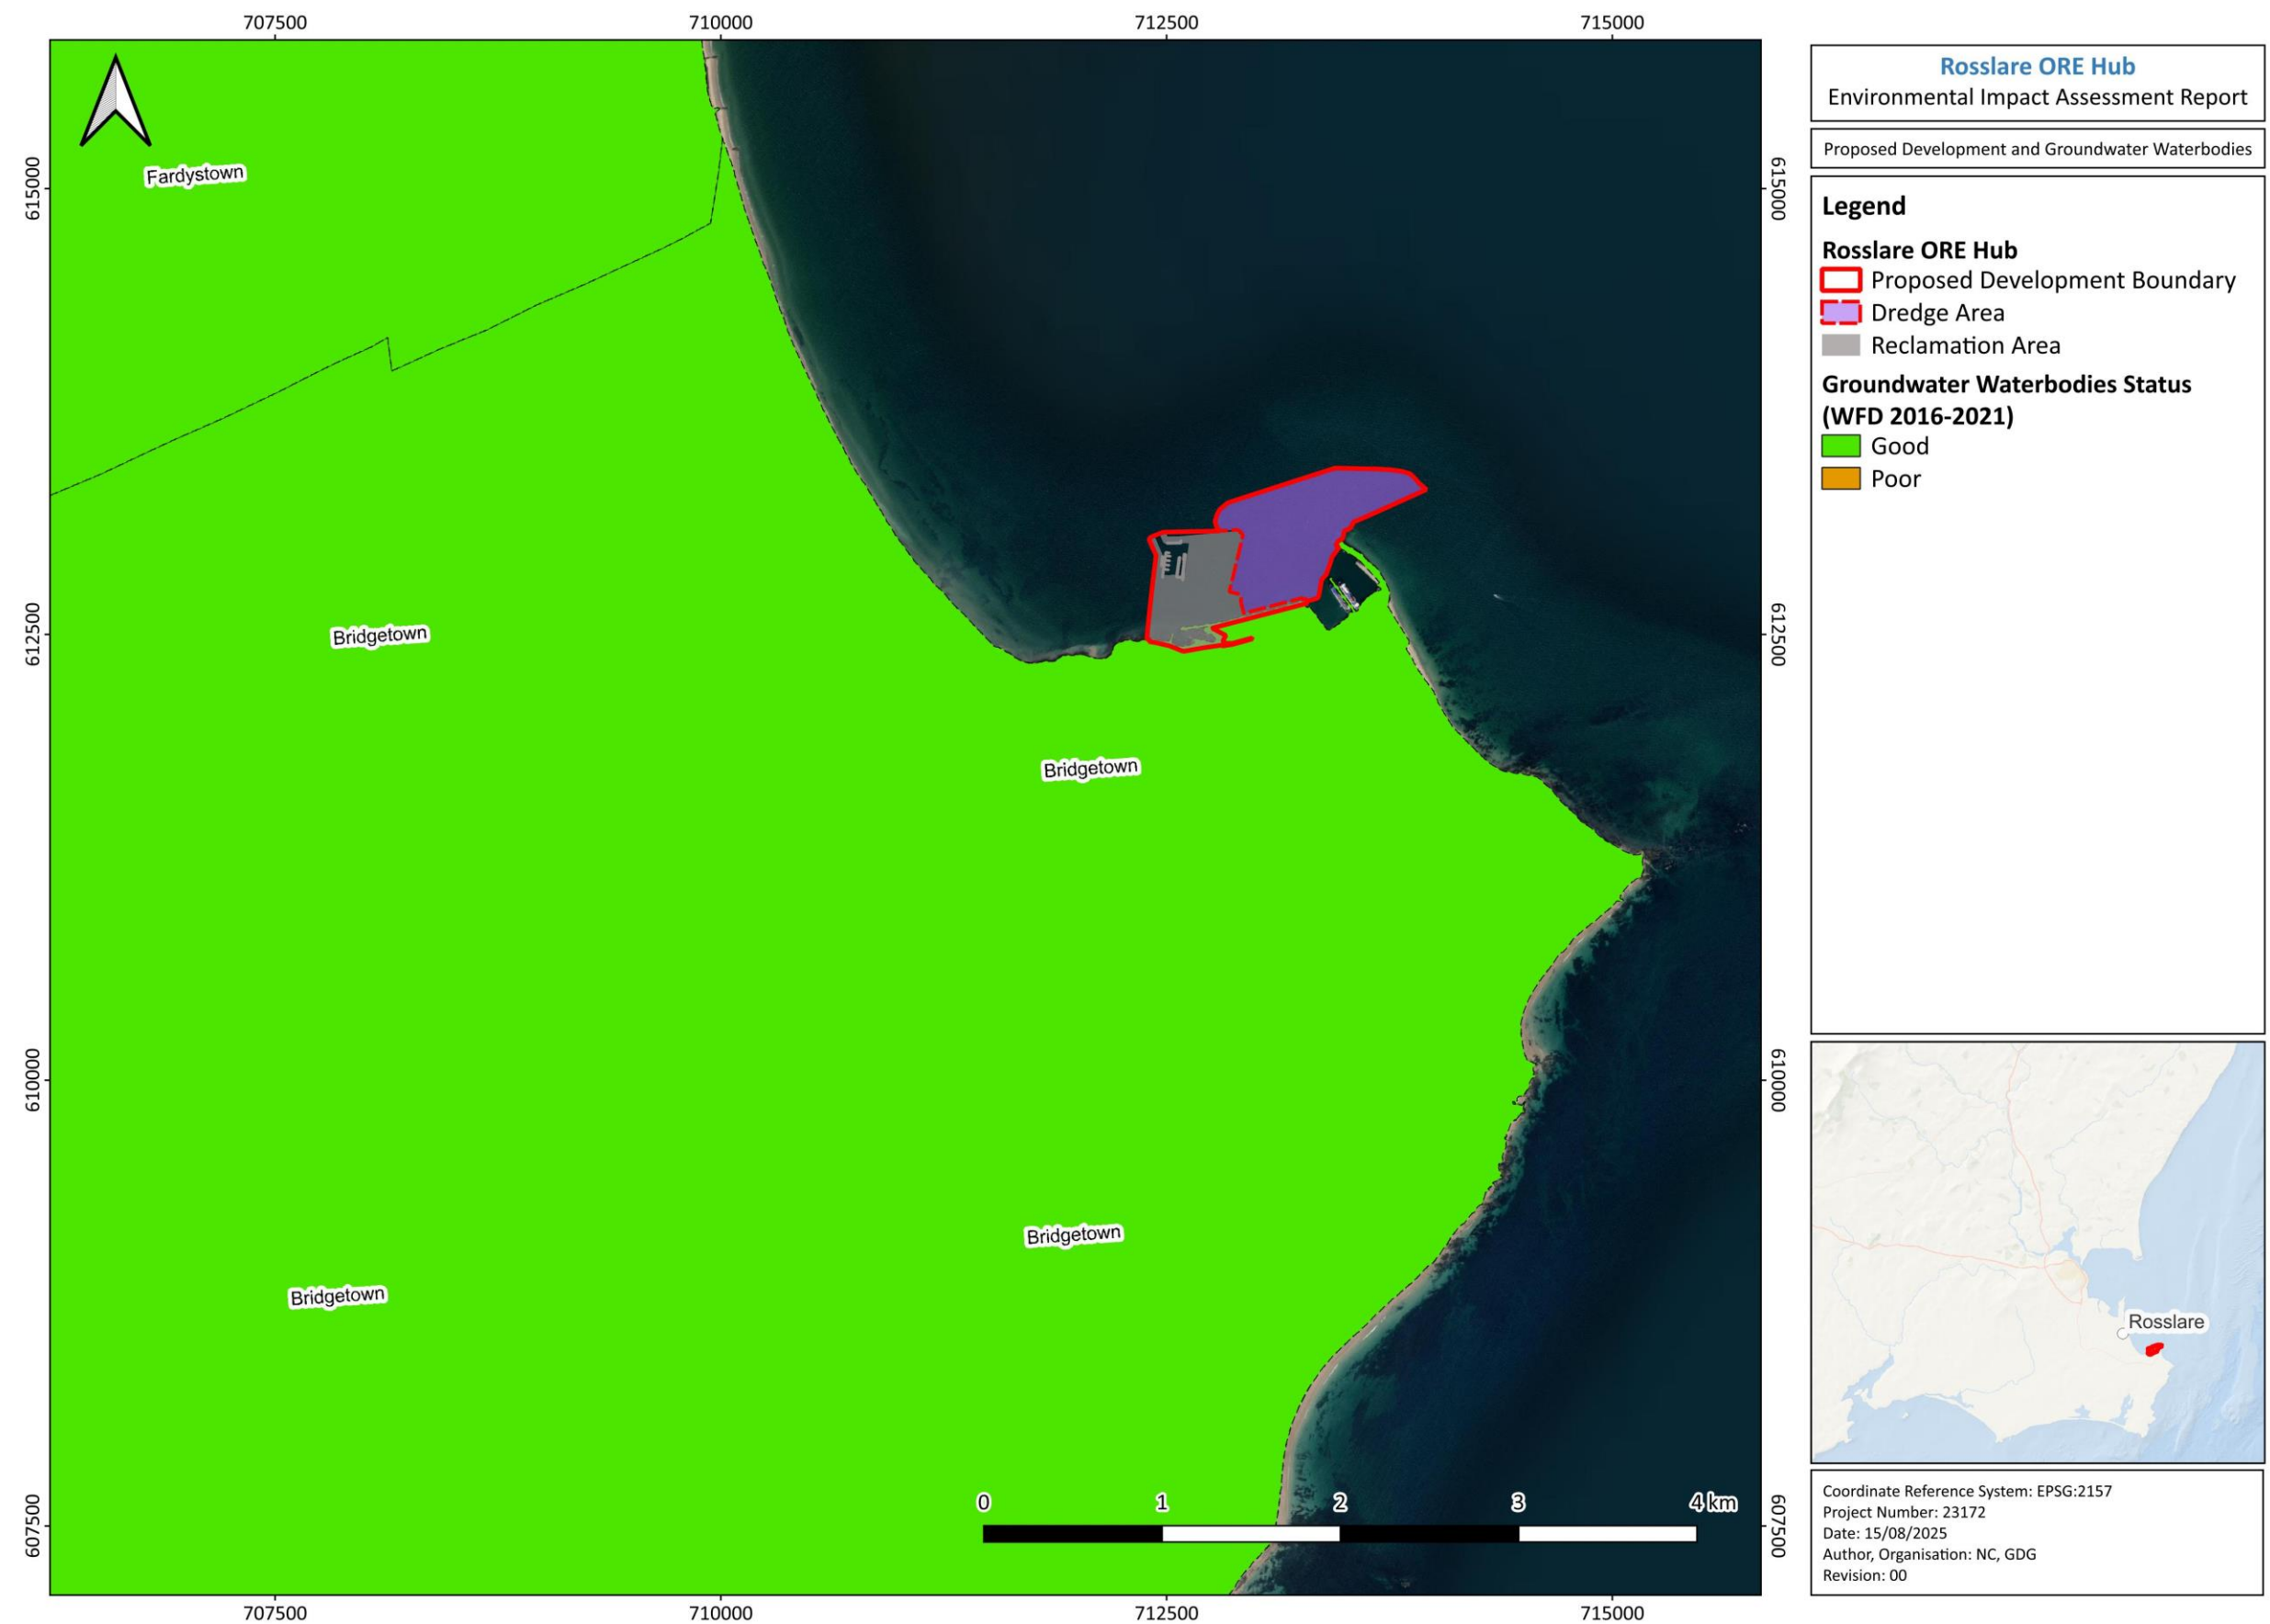 707500
710000
712500
715000
615000
612500
610000
607500
Fardystown
Bridgetown
Bridgetown
Bridgetown
Bridgetown
0
1
2
3
4 km
615000
612500
610000
607500
707500
710000
712500
715000
Rosslare ORE Hub
Environmental Impact Assessment Report
Proposed Development and Groundwater Waterbodies
Legend
Rosslare ORE Hub
Proposed Development Boundary
Dredge Area
Reclamation Area
Groundwater Waterbodies Status
(WFD 2016-2021)
Good
Poor
Rosslare
Coordinate Reference System: EPSG:2157
Project Number: 23172
Date: 15/08/2025
Author, Organisation: NC, GDG
Revision: 00